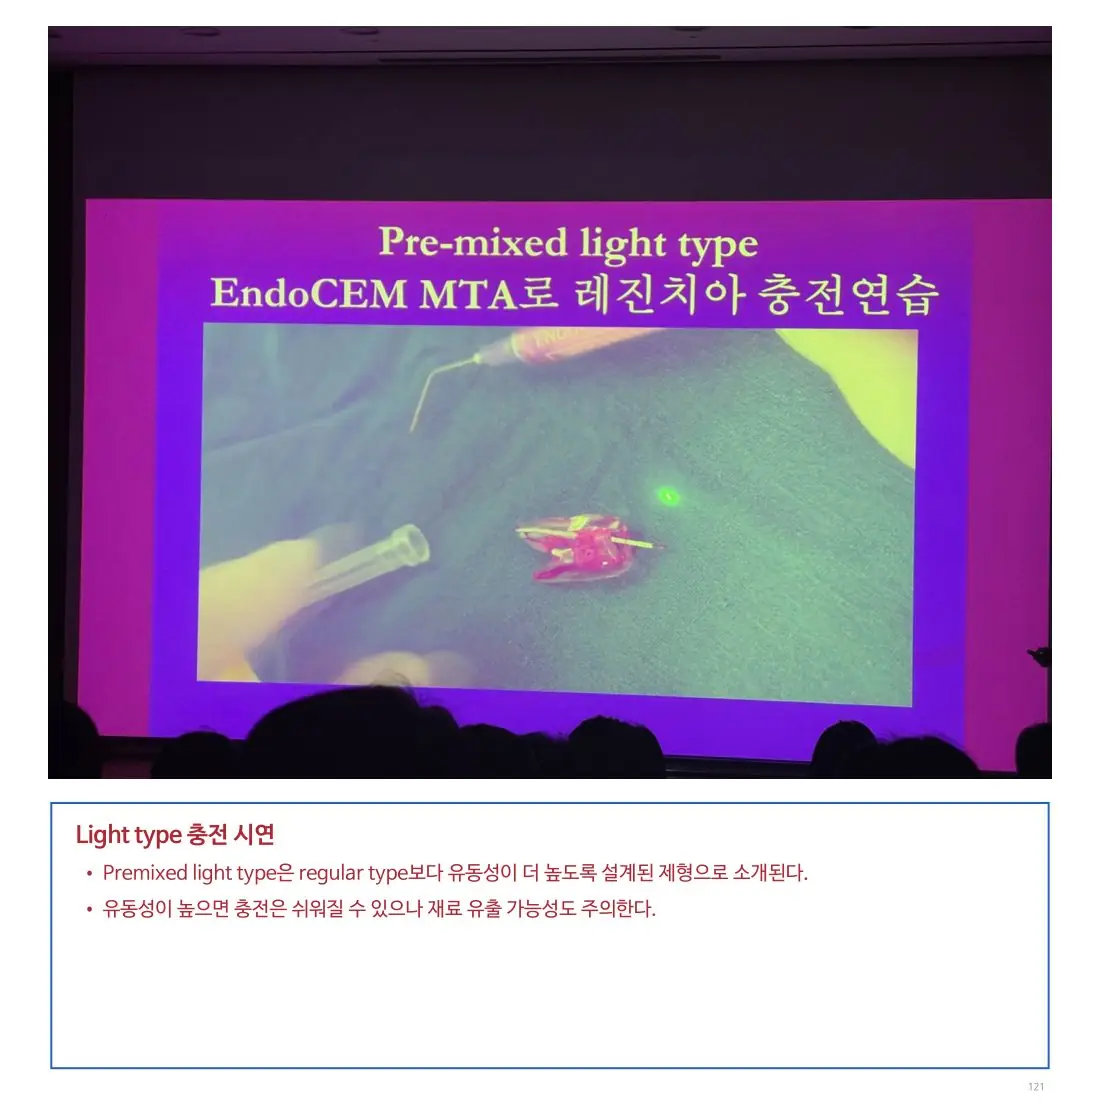 Pre-mixed light type
EndoCEM MTA로 레진치아 충전연습
Light type 충전 시연
• Premixed light type은 regular type보다 유동성이 더 높도록 설계된 제형으로 소개된다.
• 유동성이 높으면 충전은 쉬워질 수 있으나 재료 유출 가능성도 주의한다.
121